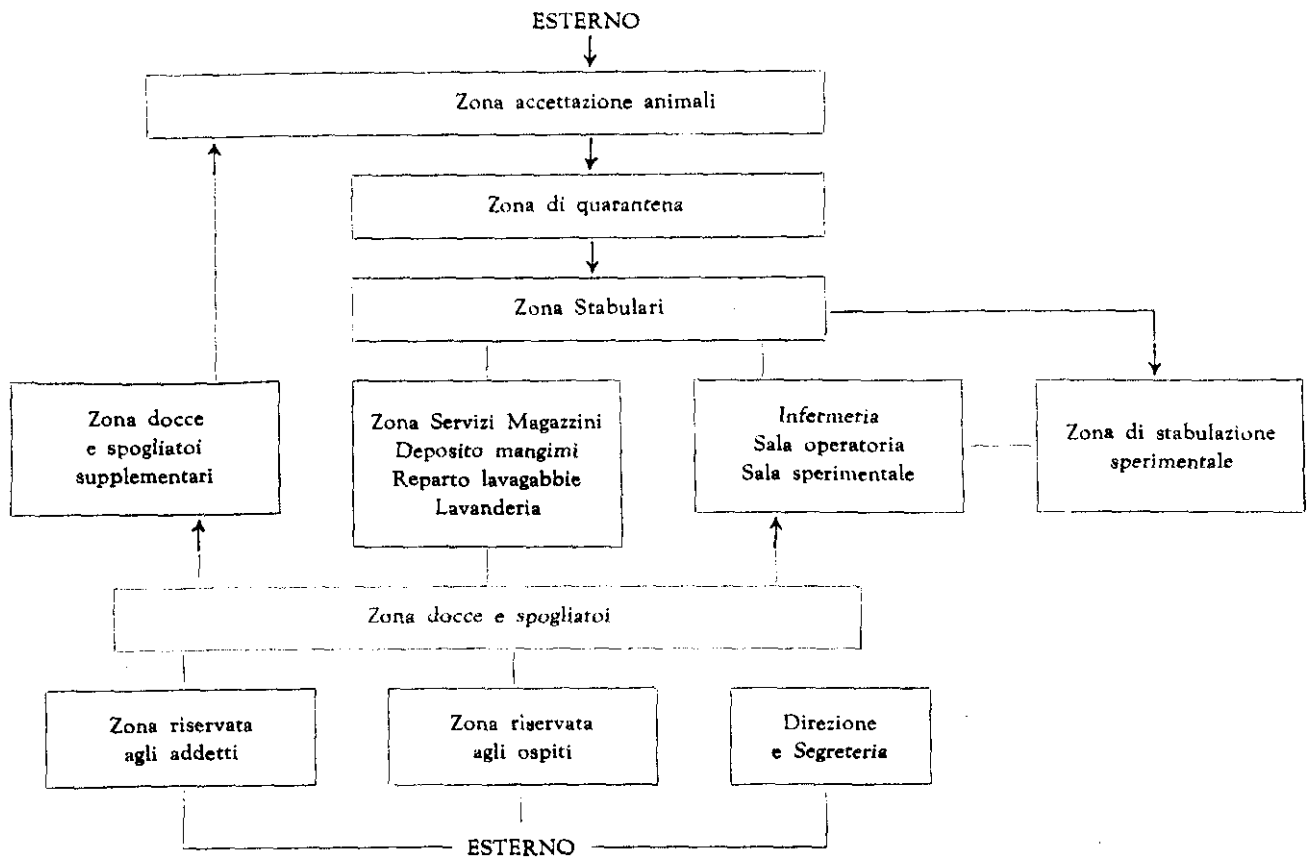 ESTERNO
Zona accettazione animali
Zona di quarantena
Zona Stabulari
Zona docce
e spogliatoi
supplementari
Zona Servizi Magazzini
Deposito mangimi
Reparto lavagabbie
Lavanderia
Infermeria
Sala operatoria
Sala sperimentale
Zona di stabulazione
sperimentale
Zona docce e spogliatoi
Zona riservata
agli addetti
Zona riservata
agli ospiti
Direzione
e Segreteria
ESTERNO